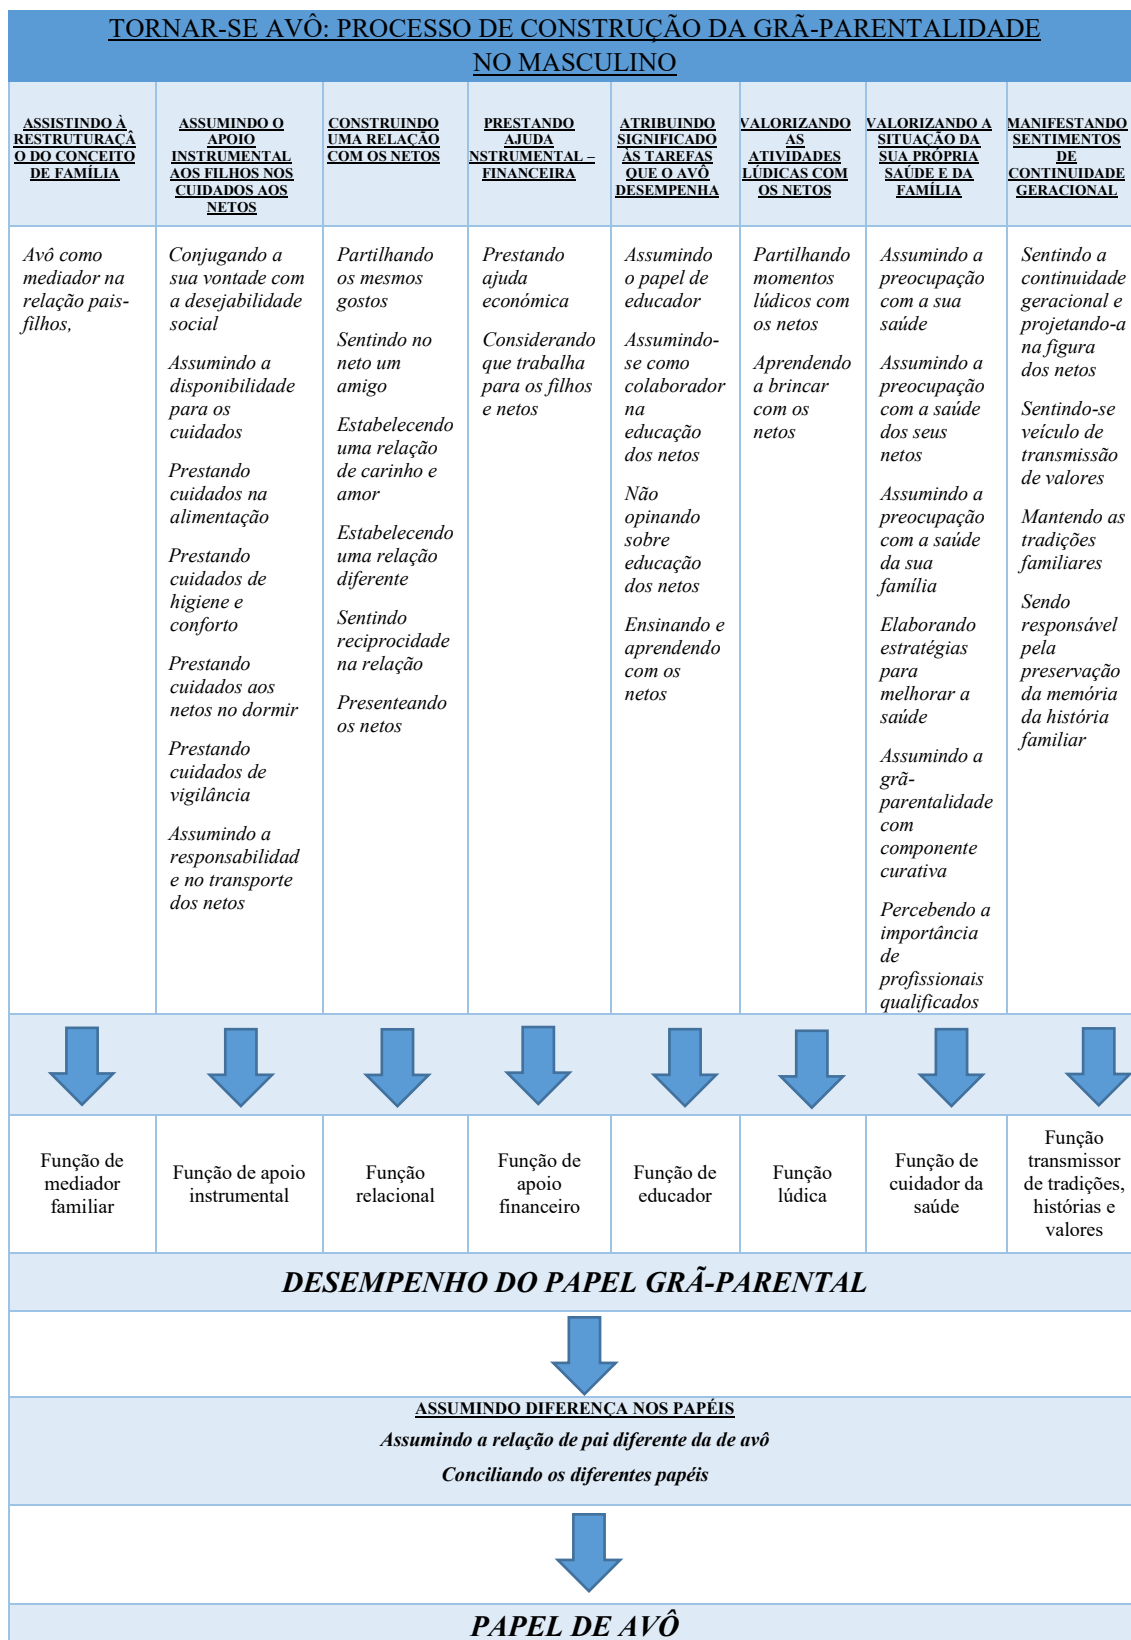 TORNAR-SE AVÔ: PROCESSO DE CONSTRUÇÃO DA GRÃ-PARENTALIDADE
NO MASCULINO
ASSISTINDO À
RESTRUTURAÇÃ
O DO CONCEITO
DE FAMÍLIA
ASSUMINDO O
APOIO
INSTRUMENTAL
AOS FILHOS NOS
CUIDADOS AOS
NETOS
CONSTRUINDO
UMA RELAÇÃO
COM OS NETOS
PRESTANDO
AJUDA
NSTRUMENTAL –
FINANCEIRA
ATRIBUINDO
SIGNIFICADO
ÀS TAREFAS
QUE O AVÔ
DESEMPENHA
VALORIZANDO
AS
ATIVIDADES
LÚDICAS COM
OS NETOS
VALORIZANDO A
SITUAÇÃO DA
SUA PRÓPRIA
SAÚDE E DA
FAMÍLIA
MANIFESTANDO
SENTIMENTOS
DE
CONTINUIDADE
GERACIONAL
Avô como
mediador na
relação pais-
filhos,
Conjugando a
sua vontade com
a desejabilidade
social
Assumindo a
disponibilidade
para os
cuidados
Prestando
cuidados na
alimentação
Prestando
cuidados de
higiene e
conforto
Prestando
cuidados aos
netos no dormir
Prestando
cuidados de
vigilância
Assumindo a
responsabilidad
e no transporte
dos netos
Partilhando
os mesmos
gostos
Sentindo no
neto um
amigo
Estabelecendo
uma relação
de carinho e
amor
Estabelecendo
uma relação
diferente
Sentindo
reciprocidade
na relação
Presenteando
os netos
Prestando
ajuda
económica
Considerando
que trabalha
para os filhos
e netos
Assumindo
o papel de
educador
Assumindo-
se como
colaborador
na
educação
dos netos
Não
opinando
sobre
educação
dos netos
Ensinando e
aprendendo
com os
netos
Partilhando
momentos
lúdicos com
os netos
Aprendendo
a brincar
com os
netos
Assumindo a
preocupação
com a sua
saúde
Assumindo a
preocupação
com a saúde
dos seus
netos
Assumindo a
preocupação
com a saúde
da sua
família
Elaborando
estratégias
para
melhorar a
saúde
Assumindo a
grã-
parentalidade
com
componente
curativa
Percebendo a
importância
de
profissionais
qualificados
Sentindo a
continuidade
geracional e
projetando-a
na figura
dos netos
Sentindo-se
veículo de
transmissão
de valores
Mantendo as
tradições
familiares
Sendo
responsável
pela
preservação
da memória
da história
familiar
Função de
mediador
familiar
Função de apoio
instrumental
Função
relacional
Função de
apoio
financeiro
Função de
educador
Função
lúdica
Função de
cuidador da
saúde
Função
transmissor
de tradições,
histórias e
valores
DESEMPENHO DO PAPEL GRÃ-PARENTAL
ASSUMINDO DIFERENÇA NOS PAPÉIS
Assumindo a relação de pai diferente da de avô
Conciliando os diferentes papéis
PAPEL DE AVÔ